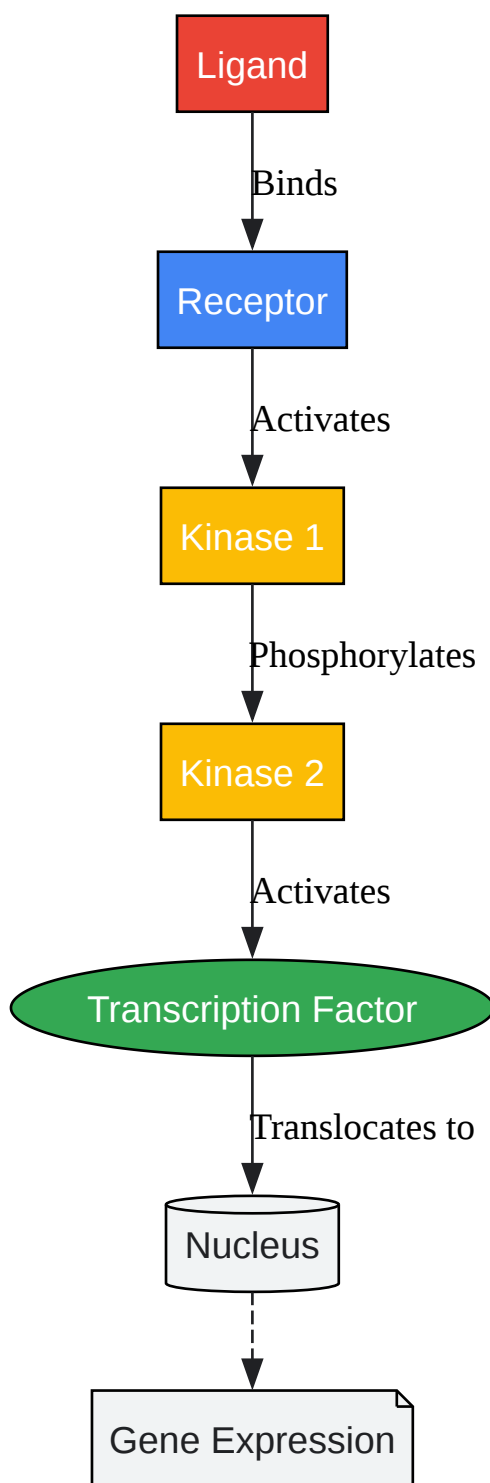 Ligand
Binds
Receptor
Activates
Kinase 1
Phosphorylates
Kinase 2
Activates
Transcription Factor
Translocates to
Nucleus
Gene Expression